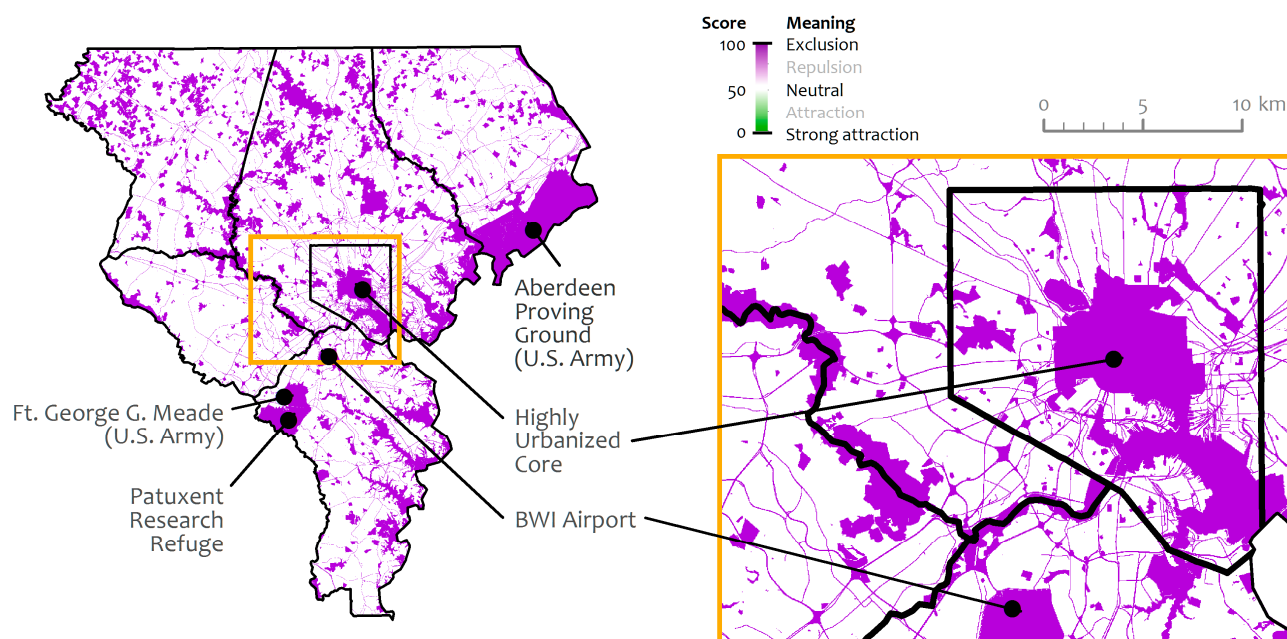 Score Meaning
100 Exclusion
Repulsion
50 Neutral
Attraction
0 Strong attraction
0 5 10 km
Aberdeen
Proving
Ground
(U.S. Army)
Ft. George G. Meade
(U.S. Army)
Highly
Urbanized
Core
Patuxent
Research
Refuge
BWI Airport